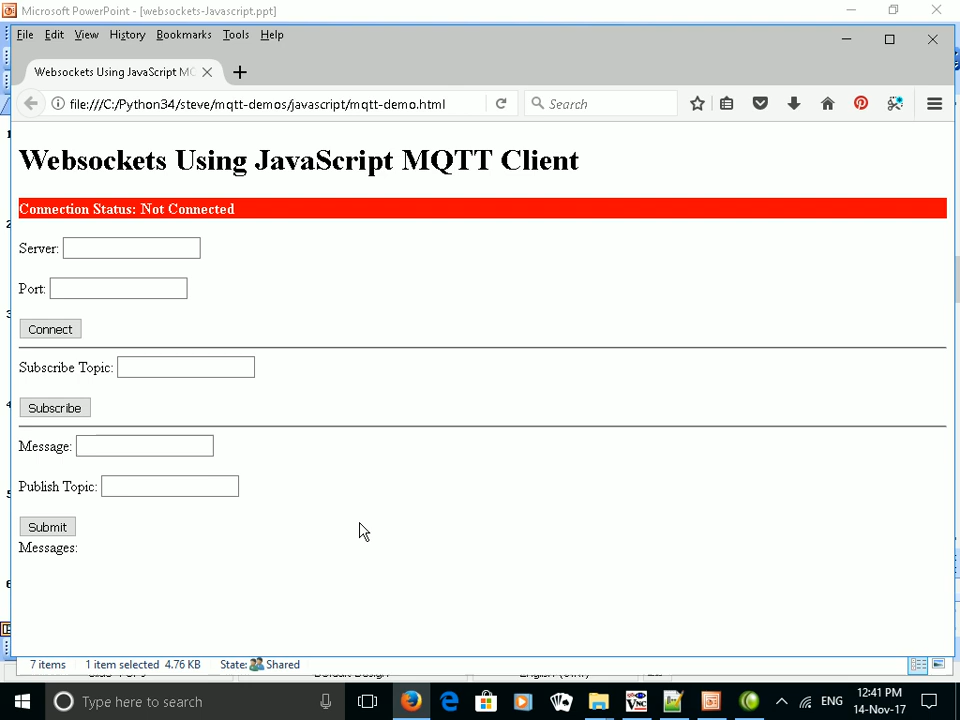 Microsoft PowerPoint - [websockets-Javascript.ppt]
File Edit View History Bookmarks Tools Help
Websockets Using JavaScript MQ
file:///C:/Python34/steve/mqtt-demos/javascript/mqtt-demo.html
Search
Websockets Using JavaScript MQTT Client
Connection Status: Not Connected
Server:
Port:
Connect
Subscribe Topic:
Subscribe
Message:
Publish Topic:
Submit
Messages:
7 items 1 item selected 4.76 KB State: Shared
Type here to search
ENG
12:41 PM
14-Nov-17